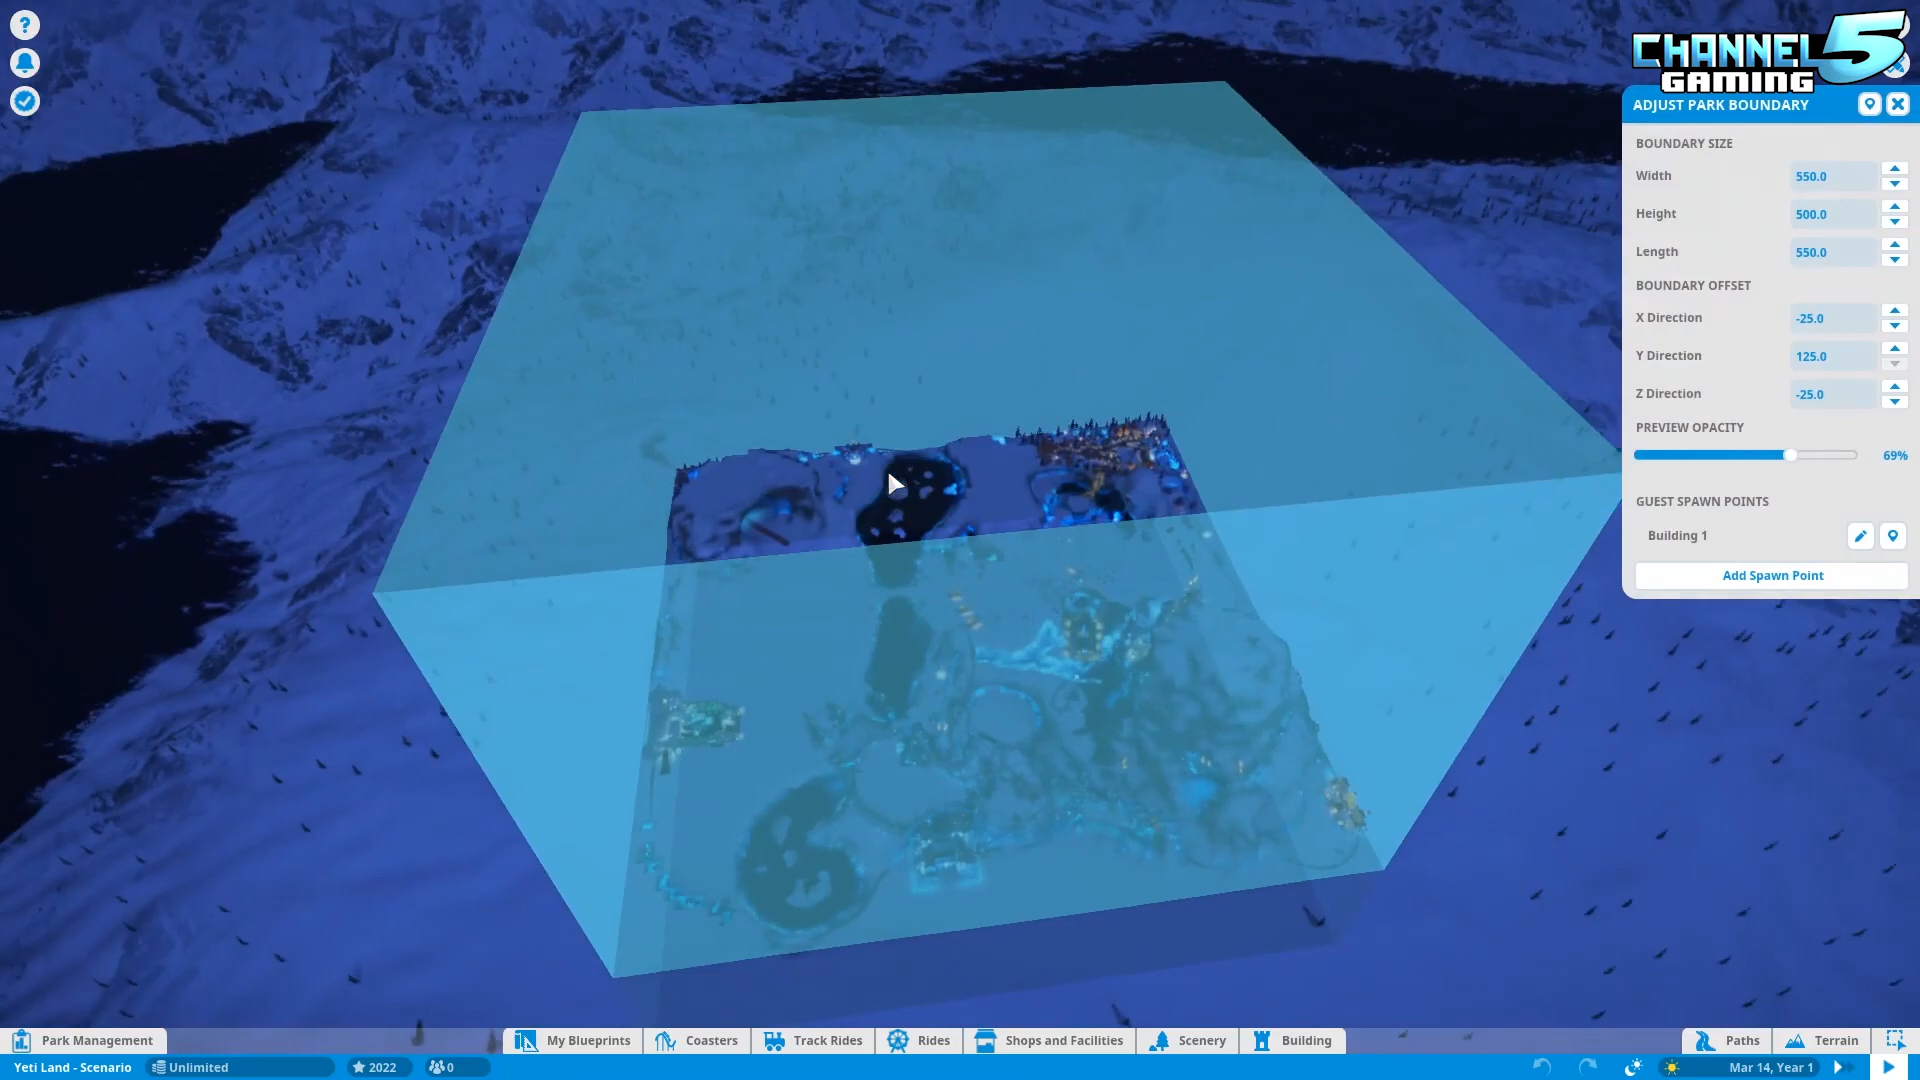 ?
CHANNEL 5
GAMING
ADJUST PARK BOUNDARY
BOUNDARY SIZE
Width 550.0
Height 500.0
Length 550.0
BOUNDARY OFFSET
X Direction -25.0
Y Direction 125.0
Z Direction -25.0
PREVIEW OPACITY
69%
GUEST SPAWN POINTS
Building 1
Add Spawn Point
Park Management My Blueprints Coasters Track Rides Rides Shops and Facilities Scenery Building Paths Terrain
Yeti Land - Scenario Unlimited 2022 0 Mar 14, Year 1